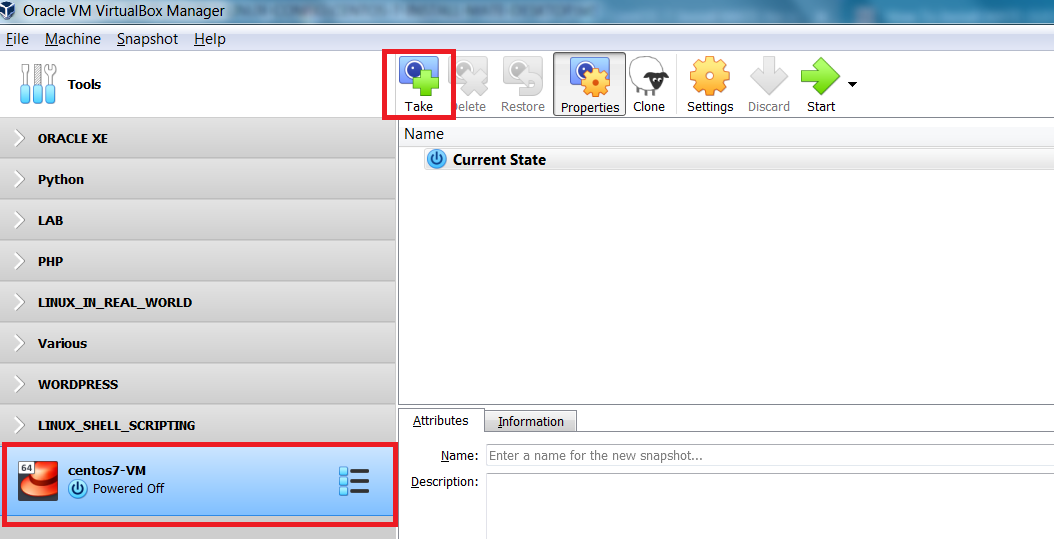 Oracle VM VirtualBox Manager
File Machine Snapshot Help
Tools
Take elete Restore Properties Clone Settings Discard Start
Name
Current State
ORACLE XE
Python
LAB
PHP
LINUX_IN_REAL_WORLD
Various
WORDPRESS
LINUX_SHELL_SCRIPTING
64
centos7-VM
Powered Off
Attributes Information
Name: Enter a name for the new snapshot...
Description: